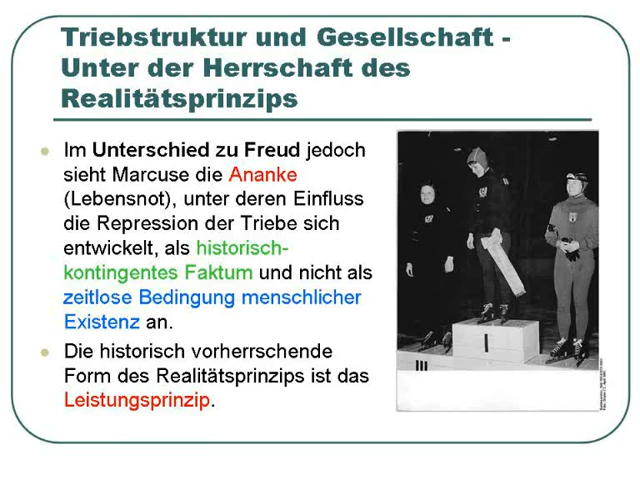 Triebstruktur und Gesellschaft -
Unter der Herrschaft des
Realitätsprinzips
Im Unterschied zu Freud jedoch
sieht Marcuse die Ananke
(Lebensnot), unter deren Einfluss
die Repression der Triebe sich
entwickelt, als historisch-
kontingentes Faktum und nicht als
zeitlose Bedingung menschlicher
Existenz an.
Die historisch vorherrschende
Form des Realitätsprinzips ist das
Leistungsprinzip.
I
III